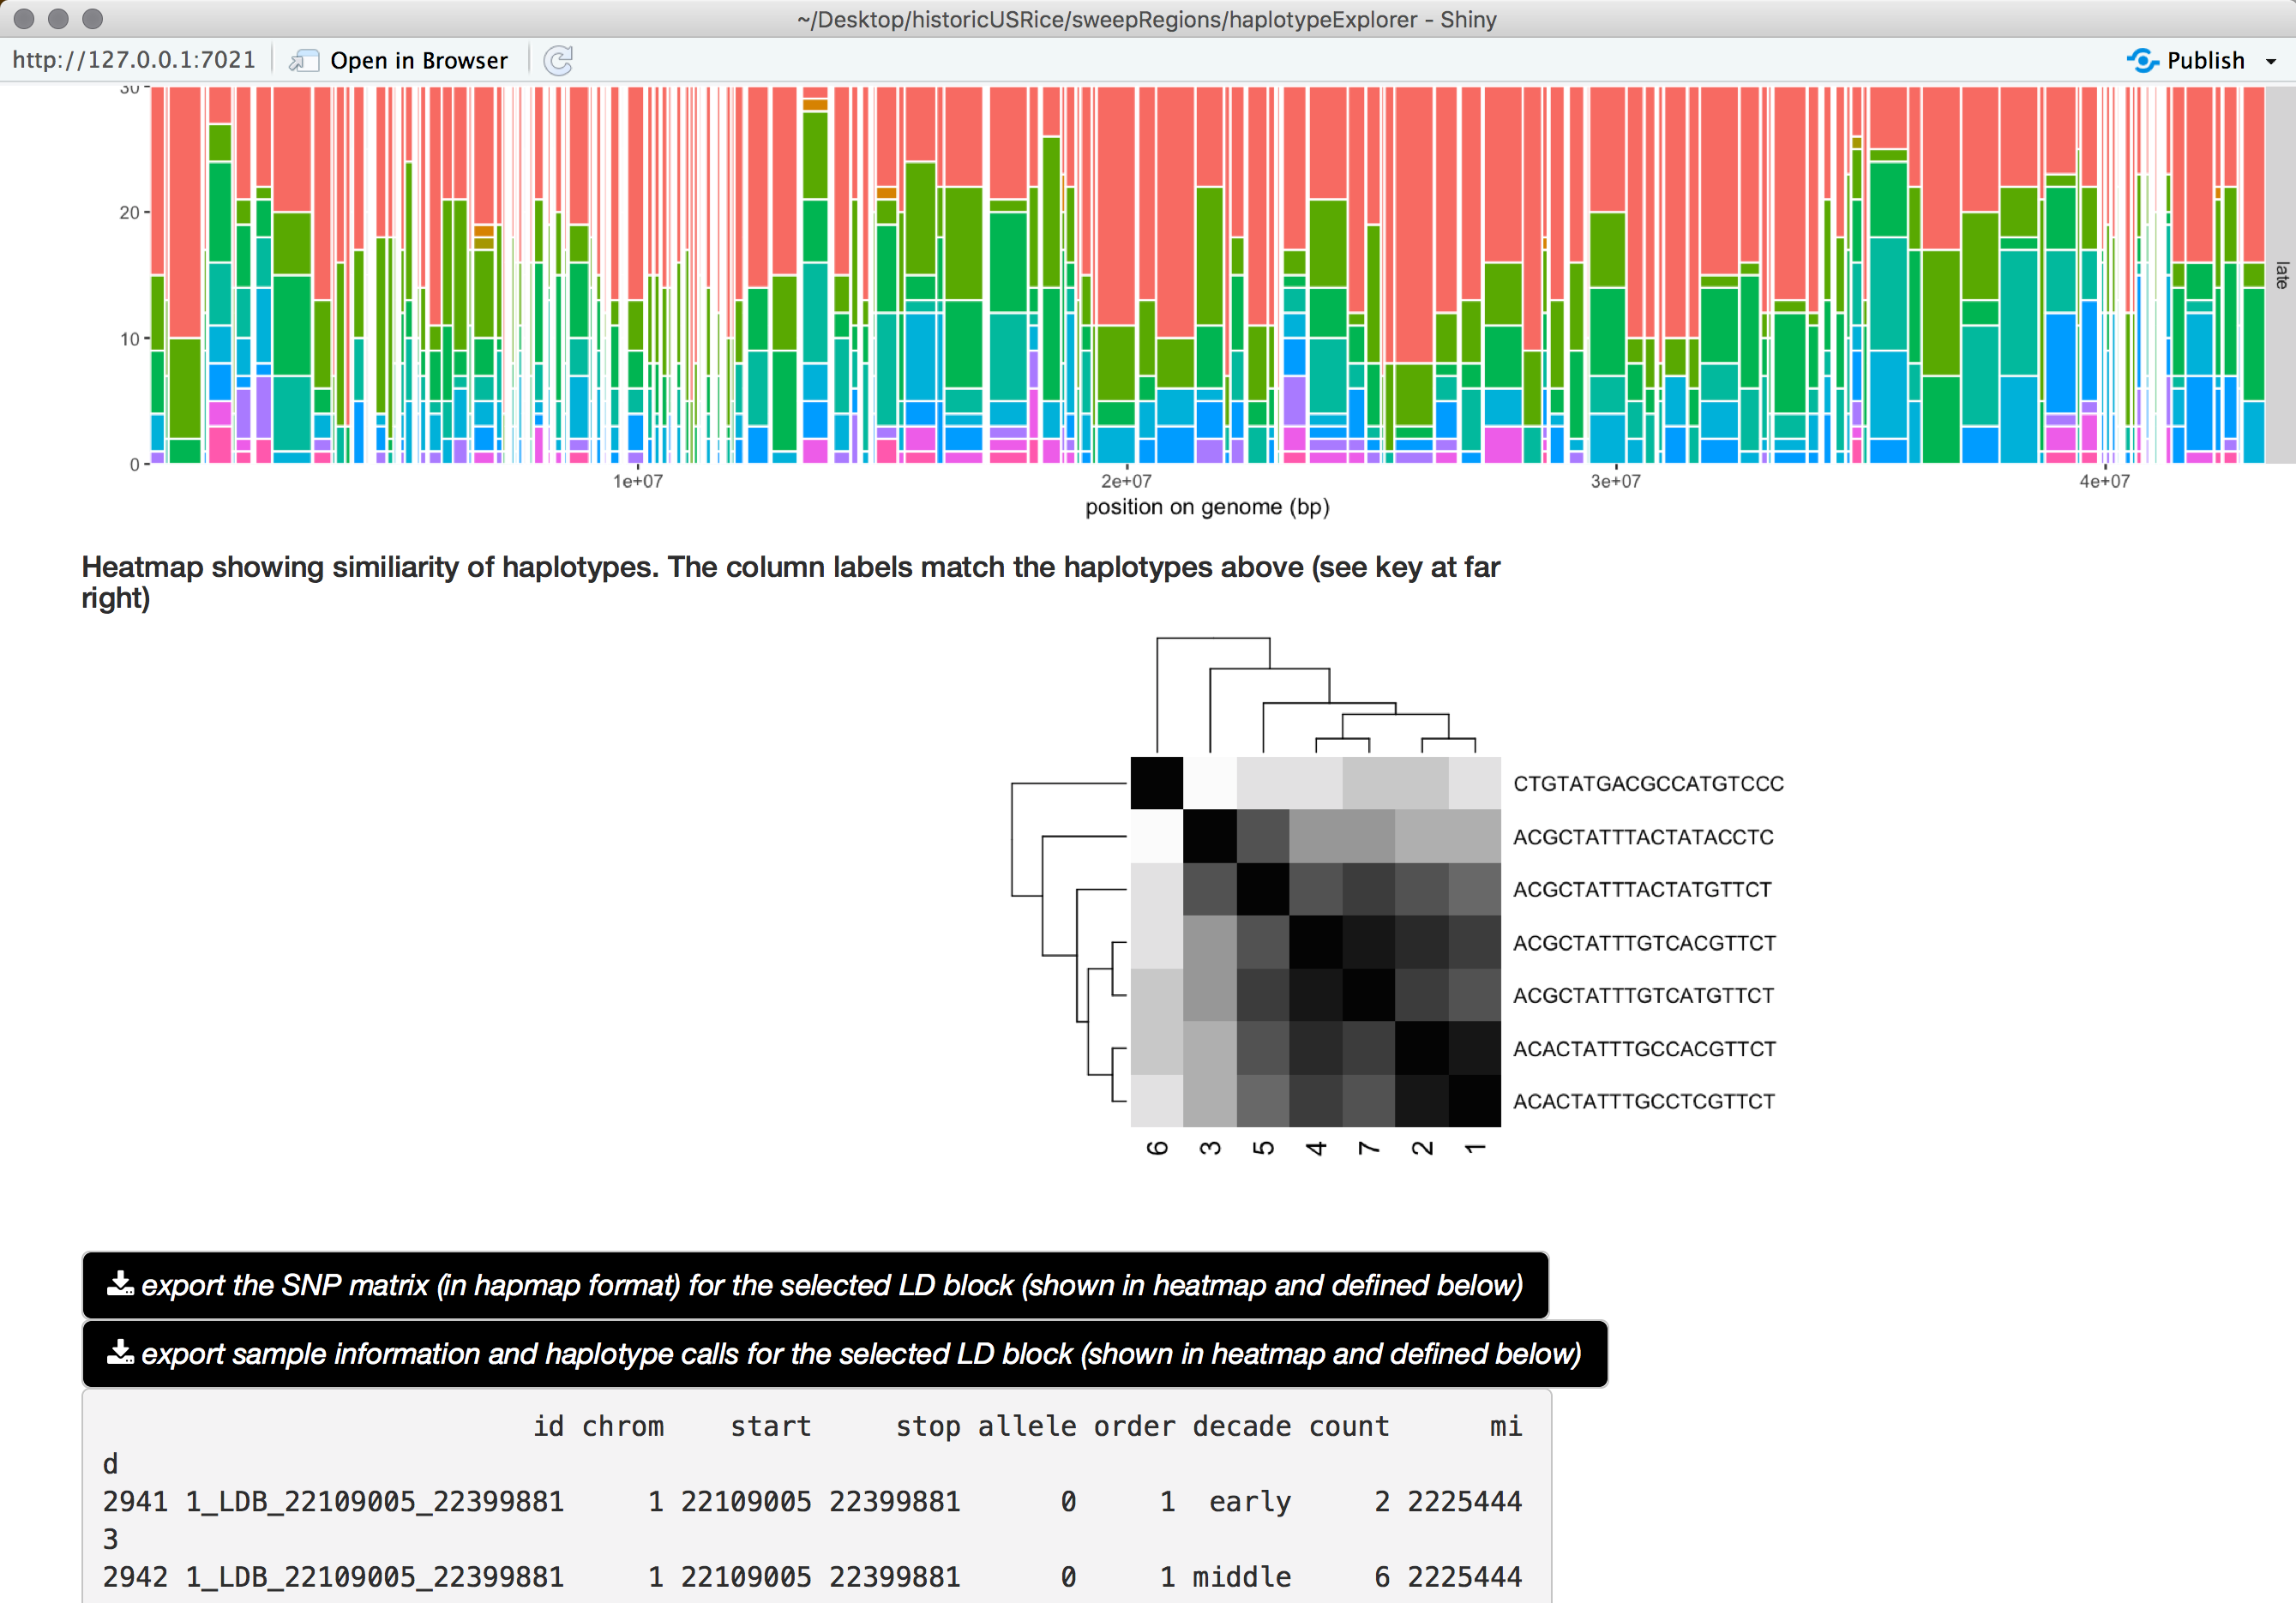 ~/Desktop/historicUSRice/sweepRegions/haplotypeExplorer - Shiny
http://127.0.0.1:7021 Open in Browser Publish
30
20
10
0
late
1e+07 2e+07 3e+07 4e+07
position on genome (bp)
Heatmap showing similiarity of haplotypes. The column labels match the haplotypes above (see key at far
right)
CTGTATGACGCCATGTCCC
ACGCTATTTACTATACCTC
ACGCTATTTACTATGTTCT
ACGCTATTTGTCACGTTCT
ACGCTATTTGTCATGTTCT
ACACTATTTGCCACGTTCT
ACACTATTTGCCTCGTTCT
6 3 5 4 7 2 1
export the SNP matrix (in hapmap format) for the selected LD block (shown in heatmap and defined below)
export sample information and haplotype calls for the selected LD block (shown in heatmap and defined below)
id chrom start stop allele order decade count mi
d
2941 1_LDB_22109005_22399881 1 22109005 22399881 0 1 early 2 2225444
3
2942 1_LDB_22109005_22399881 1 22109005 22399881 0 1 middle 6 2225444